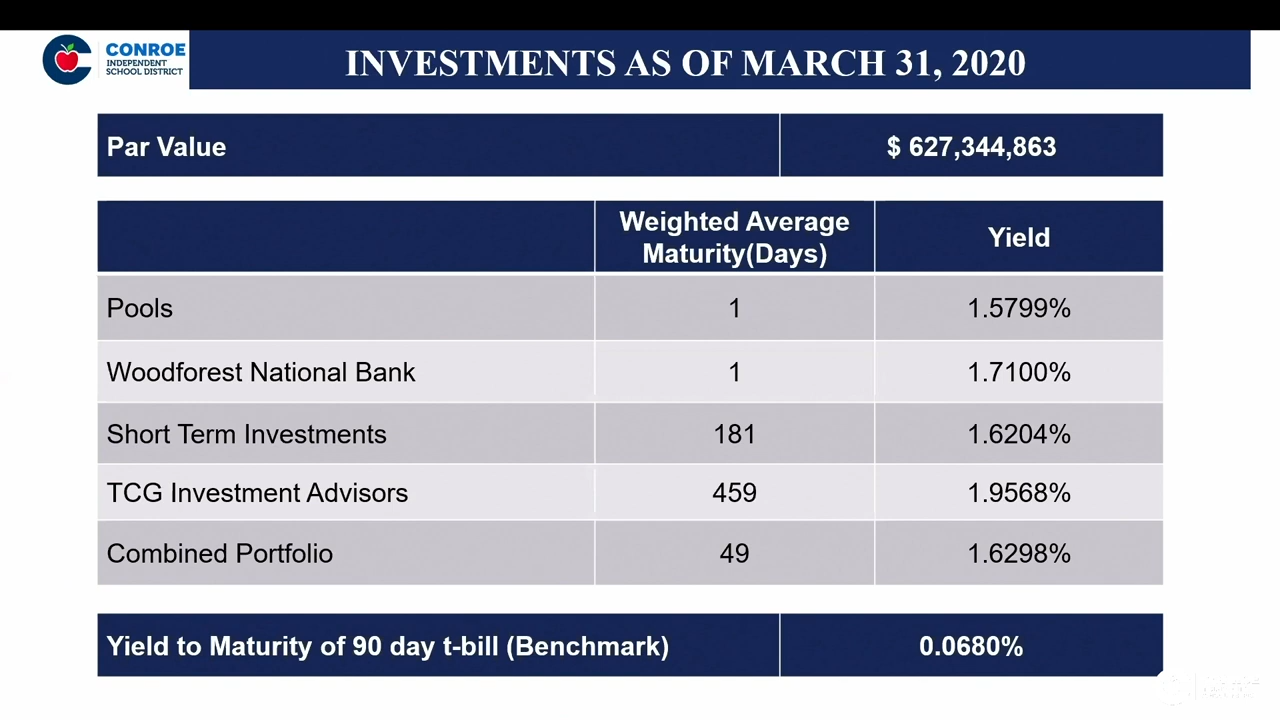 CONROE
INDEPENDENT
SCHOOL DISTRICT
INVESTMENTS AS OF MARCH 31, 2020
Par Value $ 627,344,863
Weighted Average
Maturity(Days)
Yield
Pools 1 1.5799%
Woodforest National Bank 1 1.7100%
Short Term Investments 181 1.6204%
TCG Investment Advisors 459 1.9568%
Combined Portfolio 49 1.6298%
Yield to Maturity of 90 day t-bill (Benchmark) 0.0680%